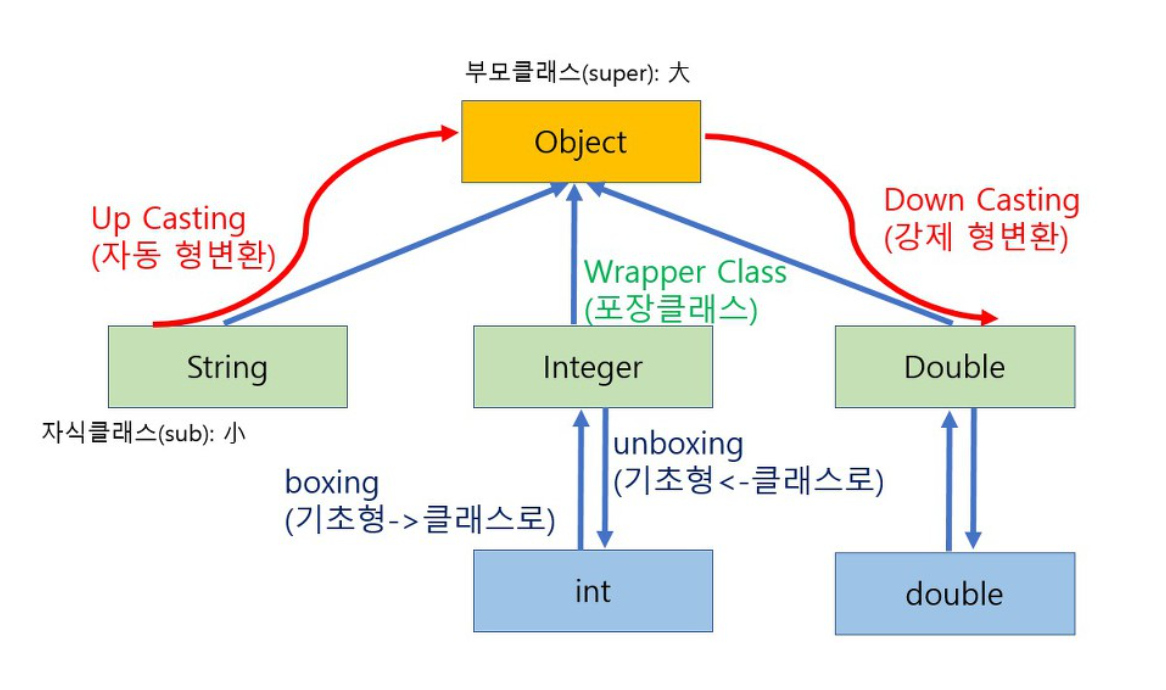 부모클래스(super): 大
Object
Up Casting
(자동 형변환)
Down Casting
(강제 형변환)
Wrapper Class
(포장클래스)
String
Integer
Double
자식클래스(sub): 小
boxing
(기초형->클래스로)
unboxing
(기초형<-클래스로)
int
double